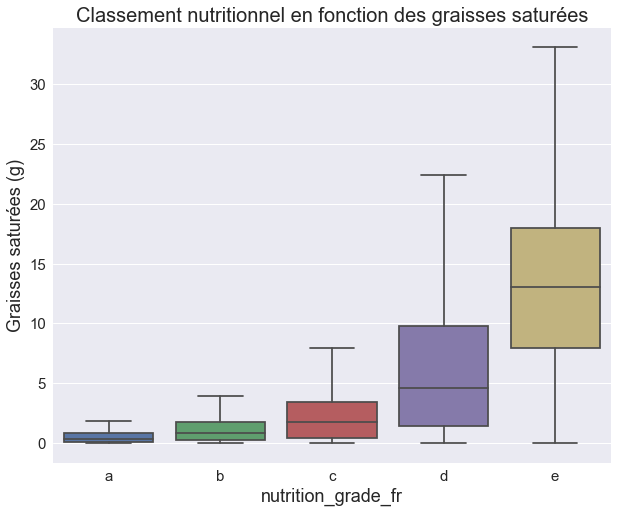 Classement nutritionnel en fonction des graisses saturées
Graisses saturées (g)
30
25
20
15
10
5
0
a b c d e
nutrition_grade_fr